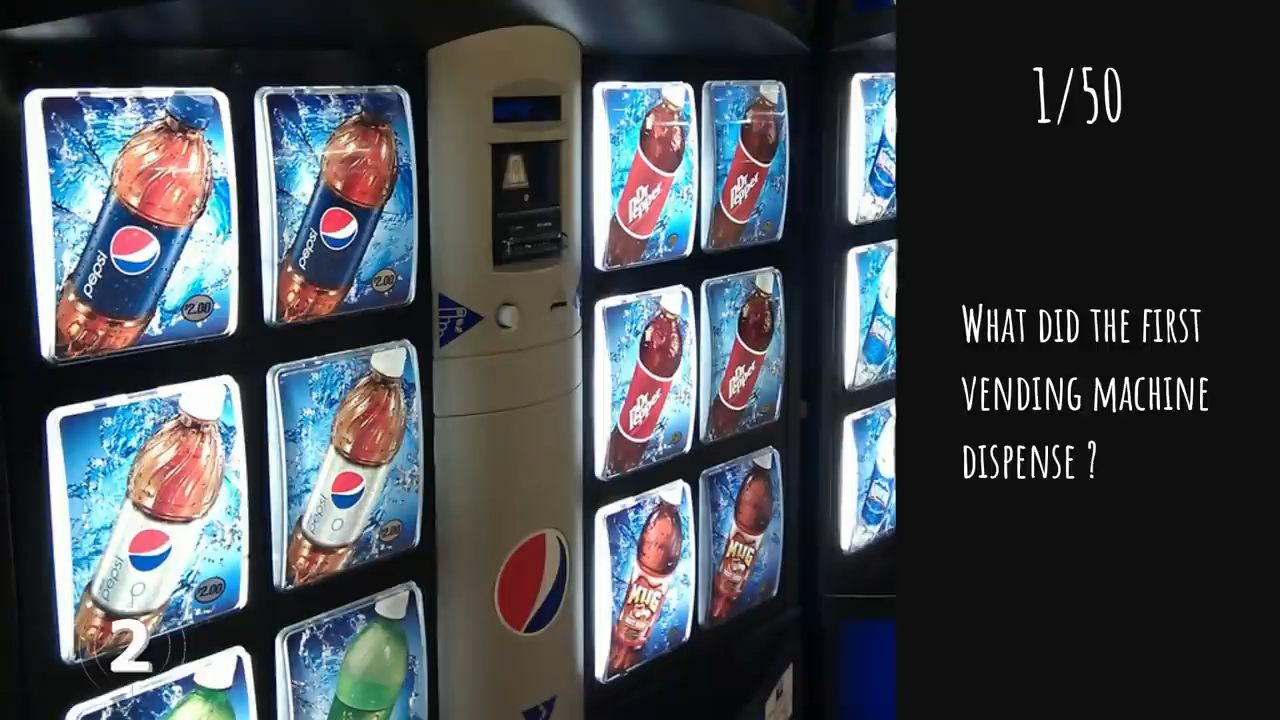 1/50
What did the first
vending machine
dispense ?
pepsi
$2.00
pepsi
$2.00
Dr Pepper
Dr Pepper
pepsi
$2.00
pepsi
$2.00
Dr Pepper
Dr Pepper
MUG
MUG
2